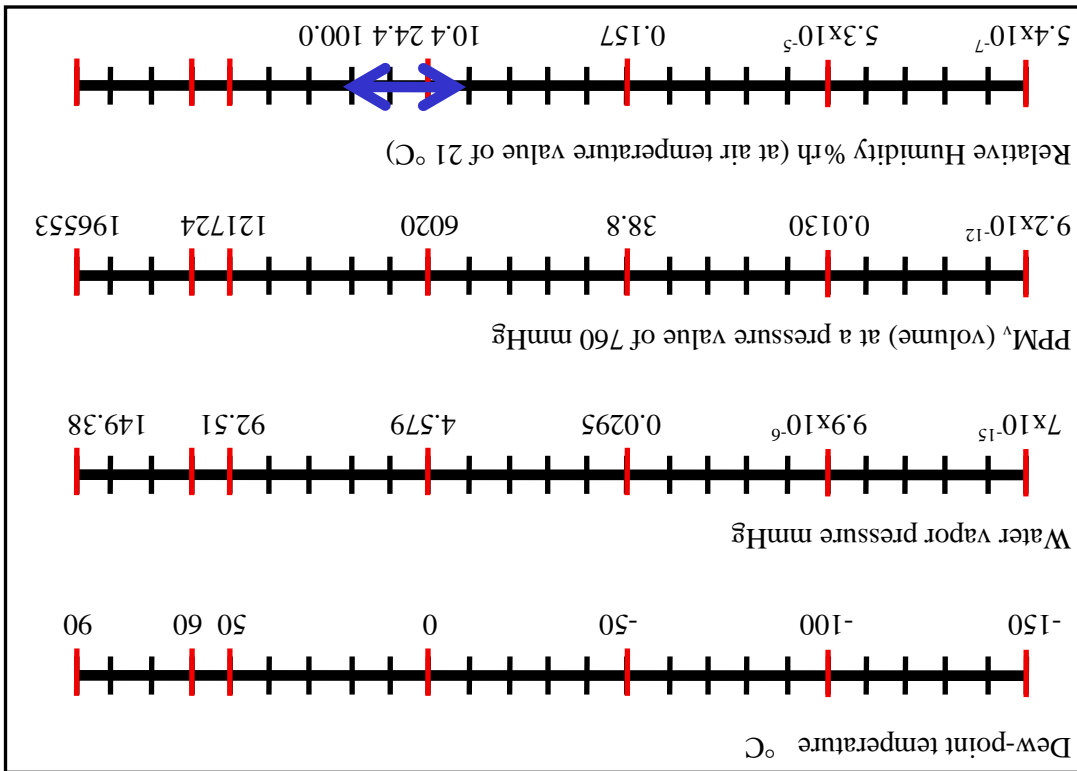 Dew-point temperature °C
-150 -100 -50 0 50 60 90
Water vapor pressure mmHg
7x10⁻¹⁵ 9.9x10⁻⁶ 0.0295 4.579 92.51 149.38
PPMᵥ (volume) at a pressure value of 760 mmHg
9.2x10⁻¹² 0.0130 38.8 6020 121724 196553
Relative Humidity %rh (at air temperature value of 21 °C)
5.4x10⁻⁷ 5.3x10⁻⁵ 0.157 10.4 24.4 100.0